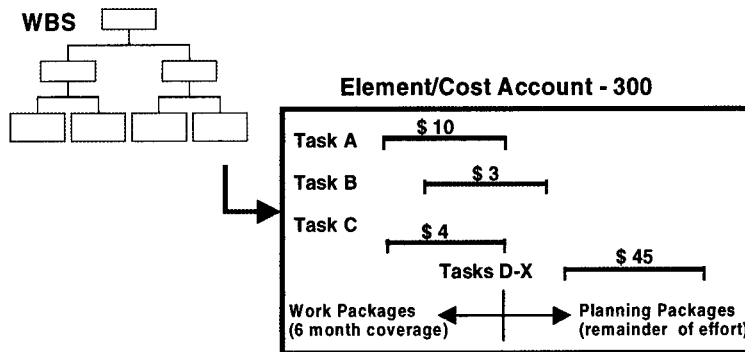 WBS
Element/Cost Account - 300
Task A
$ 10
Task B
$ 3
Task C
$ 4
Tasks D-X
$ 45
Work Packages
(6 month coverage)
Planning Packages
(remainder of effort)